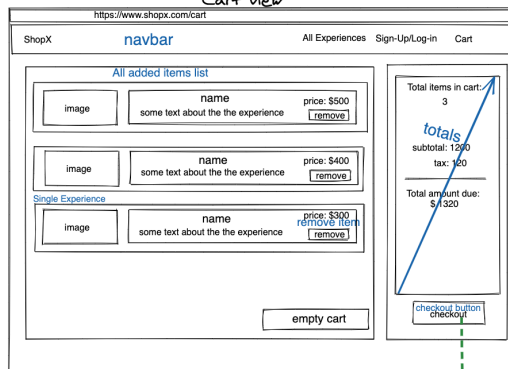 Cart view
https://www.shopx.com/cart
ShopX navbar All Experiences Sign-Up/Log-in Cart
All added items list
image
name
some text about the the experience
price: $500
remove
image
name
some text about the the experience
price: $400
remove
Single Experience
image
name
some text about the the experience
price: $300
remove item
remove
empty cart
Total items in cart:
3
totals
subtotal: 1200
tax: 120
Total amount due:
$ 1320
checkout button
checkout